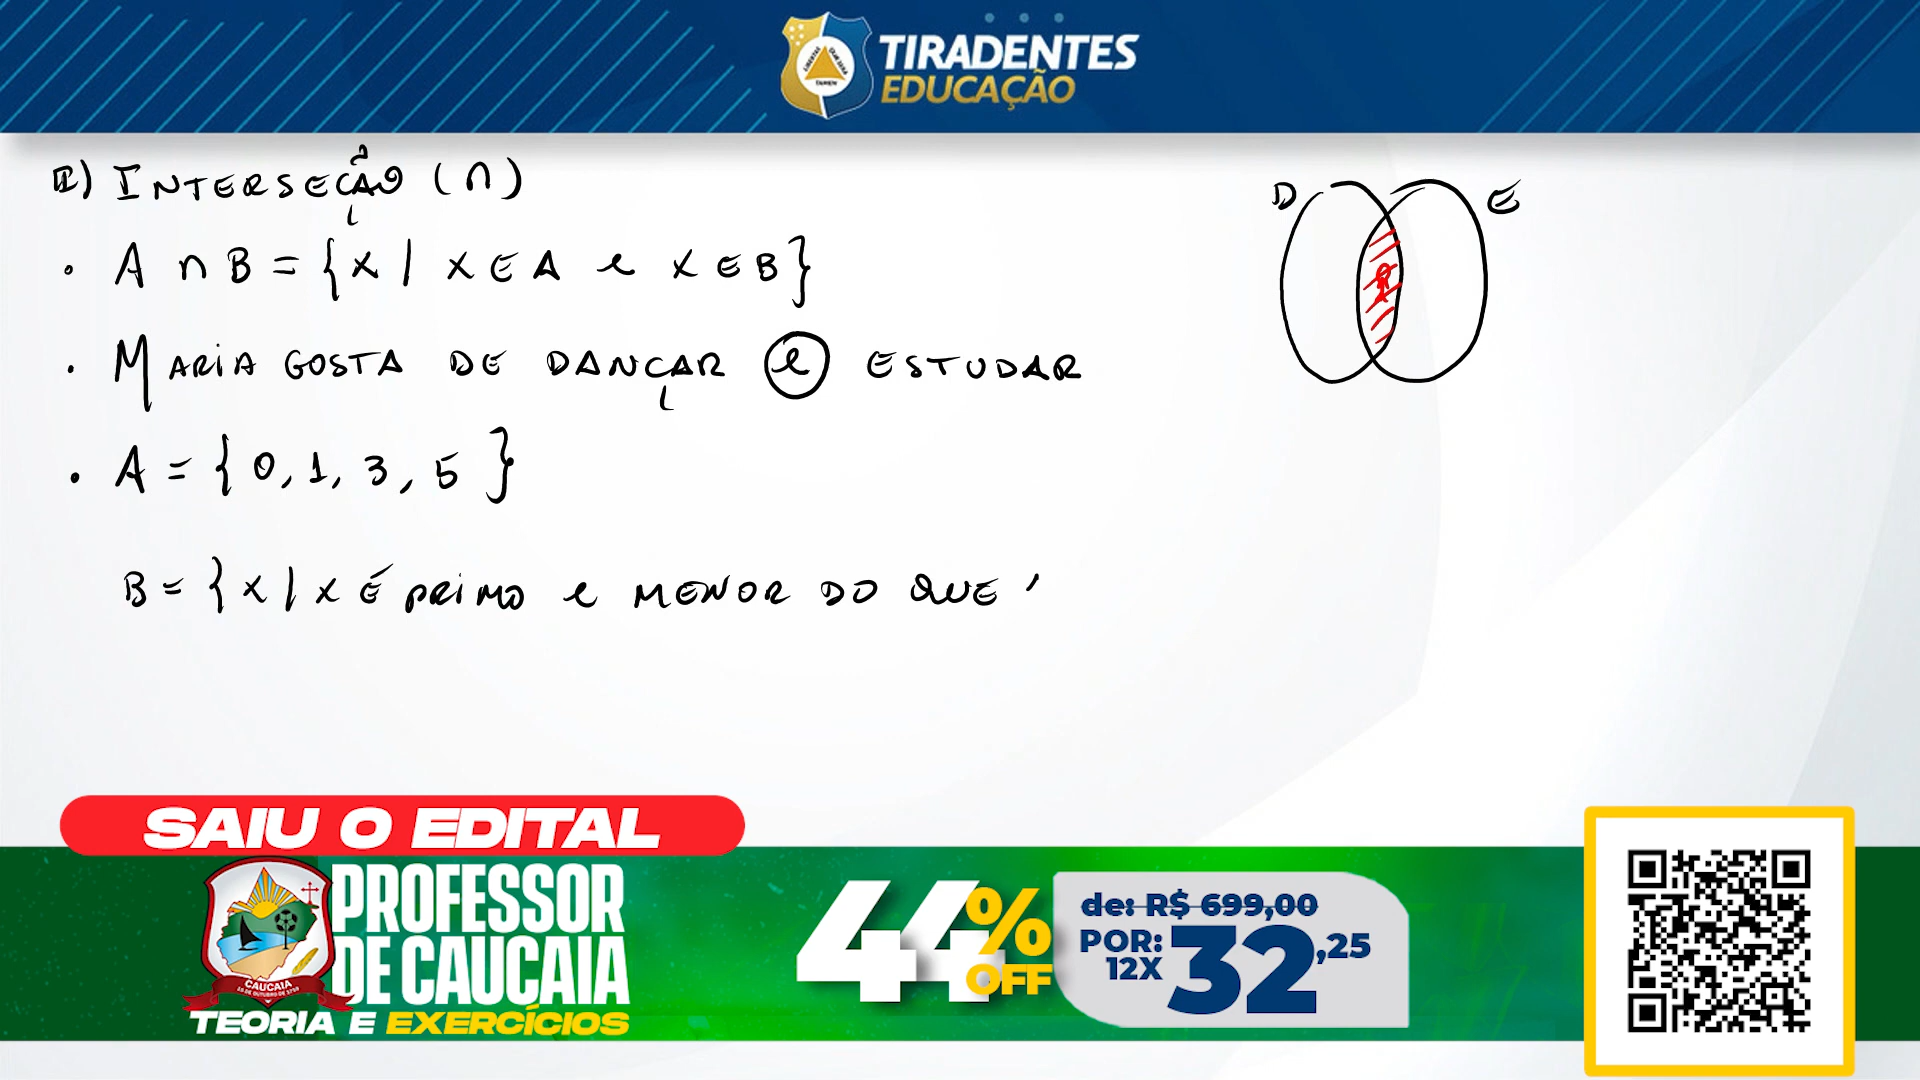 TIRADENTES
EDUCAÇÃO
II) INTERSEÇÃO (∩)
• A ∩ B = { X / X ∈ A e X ∈ B }
• MARIA GOSTA DE DANÇAR e ESTUDAR
• A = { 0, 1, 3, 5 }
B = { X / X É PRIMO e MENOR DO QUE
D E
SAIU O EDITAL
PROFESSOR
DE CAUCAIA
TEORIA E EXERCÍCIOS
CAUCAIA
44% OFF
de: R$ 699,00
POR:
12X 32,25